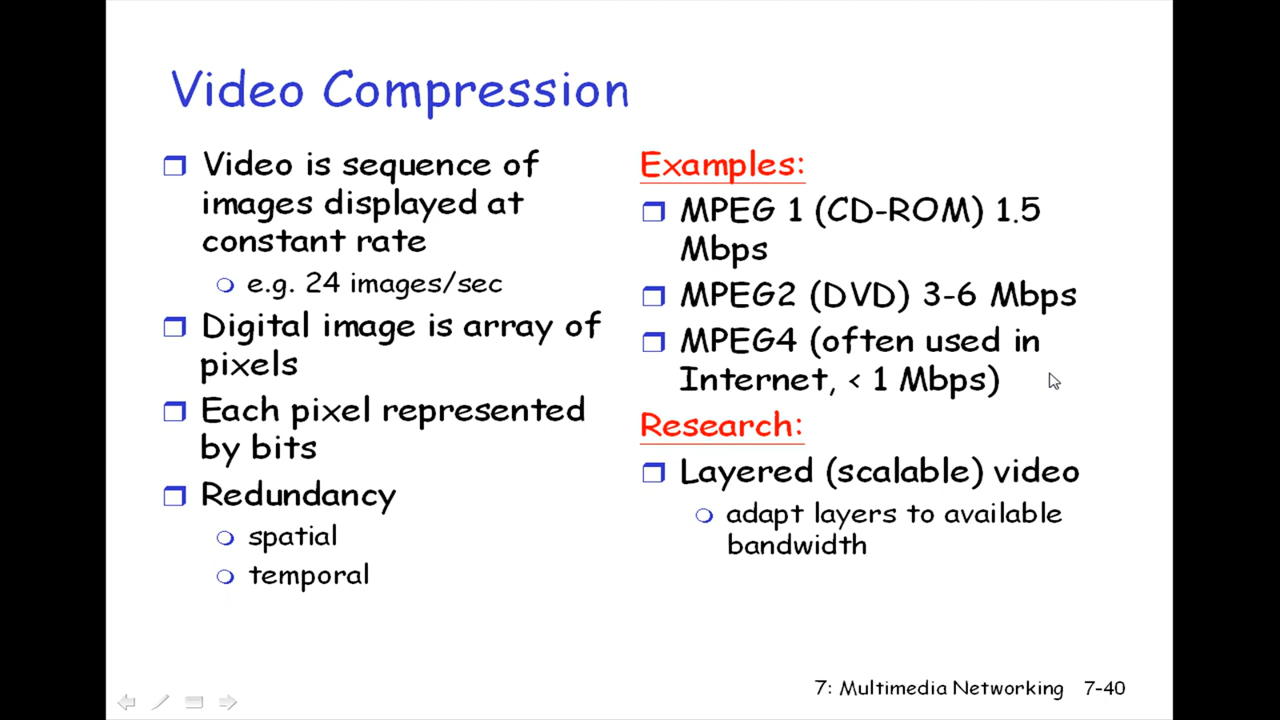 Video Compression
Video is sequence of
images displayed at
constant rate
e.g. 24 images/sec
Digital image is array of
pixels
Each pixel represented
by bits
Redundancy
spatial
temporal
Examples:
MPEG 1 (CD-ROM) 1.5
Mbps
MPEG2 (DVD) 3-6 Mbps
MPEG4 (often used in
Internet, < 1 Mbps)
Research:
Layered (scalable) video
adapt layers to available
bandwidth
7: Multimedia Networking 7-40